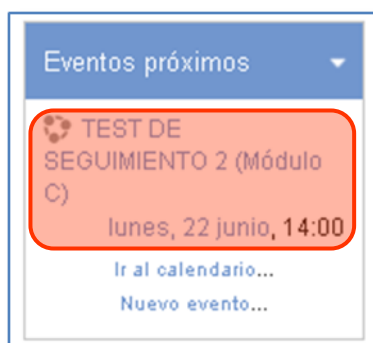 Eventos próximos
TEST DE
SEGUIMIENTO 2 (Módulo
C)
lunes, 22 junio, 14:00
Ir al calendario...
Nuevo evento...